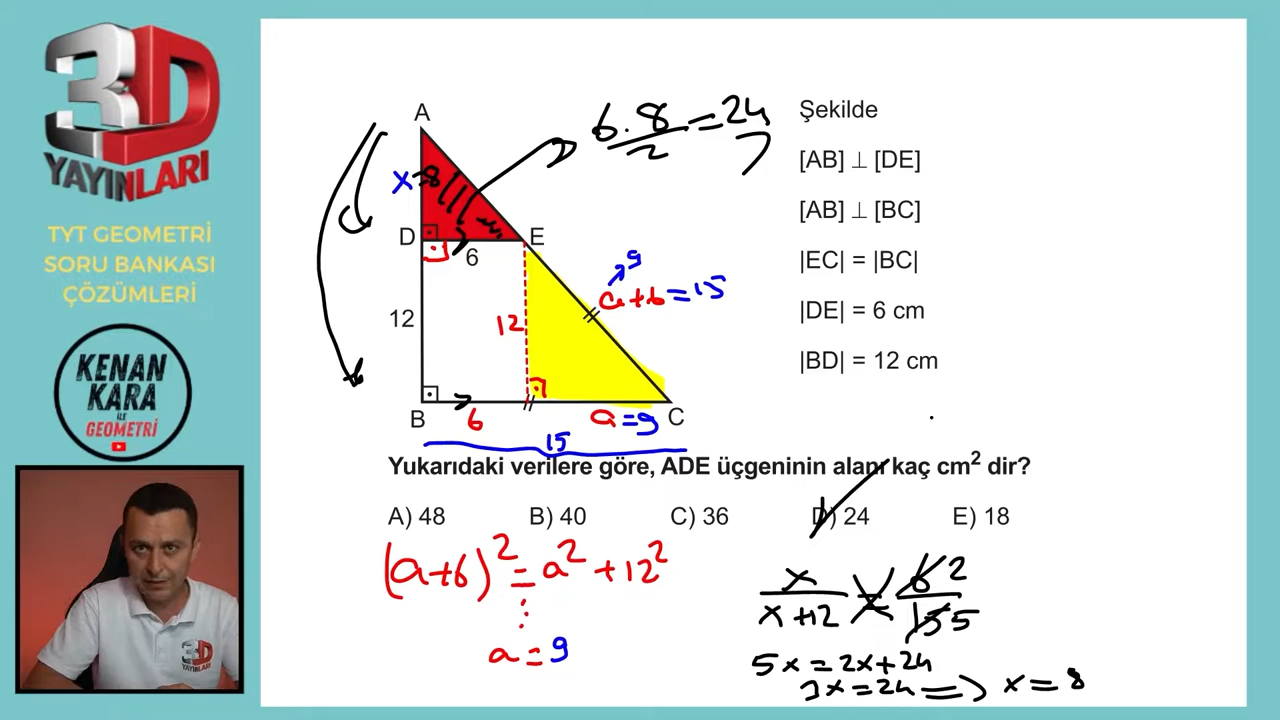 3D
YAYINLARI
TYT GEOMETRİ
SORU BANKASI
ÇÖZÜMLERİ
KENAN
KARA
İLE
GEOMETRİ
3D
YAYINLARI
A
x=8
D
E
6
12
12
B
6
a=9
C
15
9
a+6=15
6.8/2=24
Şekilde
[AB] ⊥ [DE]
[AB] ⊥ [BC]
|EC| = |BC|
|DE| = 6 cm
|BD| = 12 cm
Yukarıdaki verilere göre, ADE üçgeninin alanı kaç cm² dir?
A) 48 B) 40 C) 36 D) 24 E) 18
(a+6)² = a² + 12²
a = 9
x/(x+12) = 6 2/15 5
5x=2x+24
3x=24 => x=8